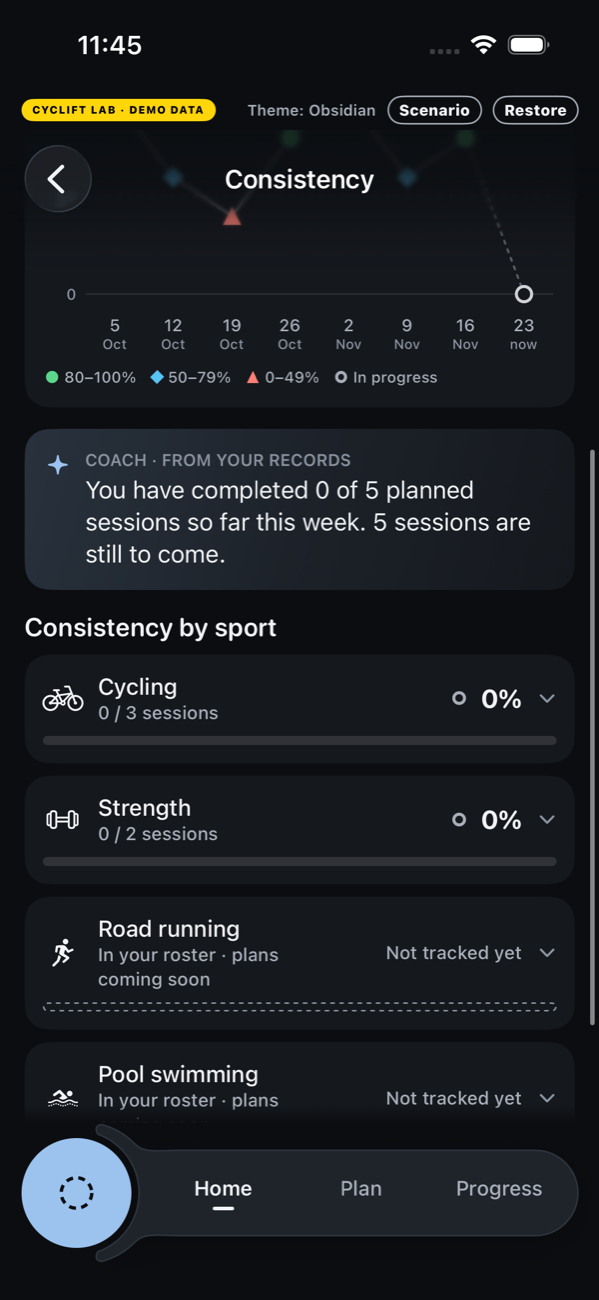 11:45
CYCLIFT LAB · DEMO DATA
Theme: Obsidian
Scenario
Restore
Consistency
0
5 12 19 26 2 9 16 23
Oct Oct Oct Oct Nov Nov Nov now
80–100% 50–79% 0–49% In progress
COACH · FROM YOUR RECORDS
You have completed 0 of 5 planned
sessions so far this week. 5 sessions are
still to come.
Consistency by sport
Cycling
0 / 3 sessions
0%
Strength
0 / 2 sessions
0%
Road running
In your roster · plans
coming soon
Not tracked yet
Pool swimming
In your roster · plans
Not tracked yet
Home
Plan
Progress